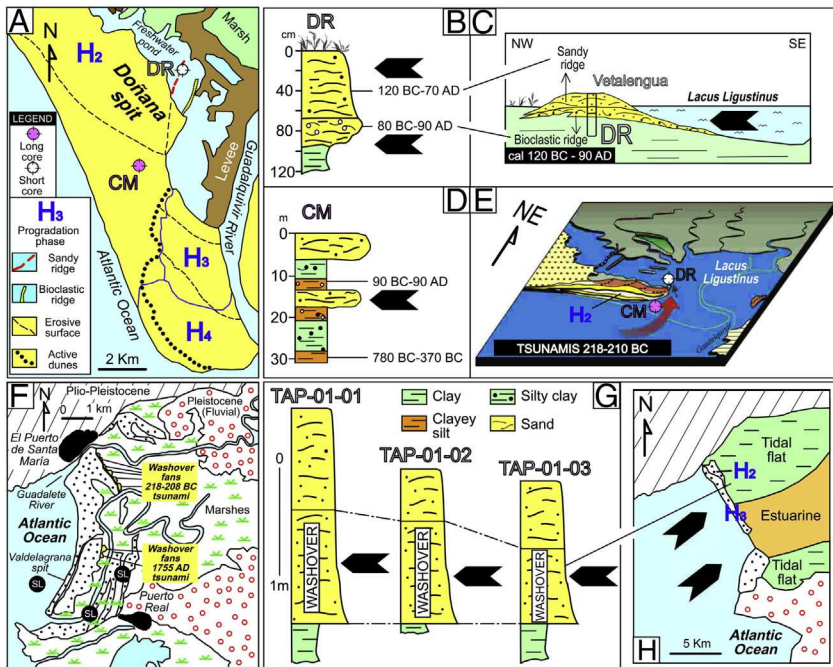 A
N
Freshwater
pond
Marsh
H2
DR
Doñana
spit
LEGEND
Long
core
Short
core
CM
Levee
Guadalquivir River
H3
Progradation
phase
Sandy
ridge
Bioclastic
ridge
Erosive
surface
Active
dunes
Atlantic Ocean
H3
H4
2 Km
B
DR
cm
0
40
80
120
120 BC-70 AD
80 BC-90 AD
C
NW
SE
Sandy
ridge
Vetalengua
Lacus Ligustinus
Bioclastic ridge
DR
cal 120 BC - 90 AD
D
CM
m
0
10
20
30
90 BC-90 AD
780 BC-370 BC
E
NE
DR
Lacus
Ligustinus
H2
CM
Guadalquivir
TSUNAMIS 218-210 BC
F
Plio-Pleistocene
N
0 1 km
Pleistocene
(Fluvial)
El Puerto
de Santa
María
Washover
fans
218-208 BC
tsunami
Guadalete
River
Atlantic
Ocean
Marshes
Valdelagrana
spit
Washover
fans
1755 AD
tsunami
SL
SL
SL
Puerto
Real
G
TAP-01-01
Clay
Silty clay
Clayey
silt
Sand
TAP-01-02
TAP-01-03
0
1m
WASHOVER
WASHOVER
WASHOVER
H
N
Tidal
flat
H2
H3
Estuarine
Tidal
flat
5 Km
Atlantic
Ocean